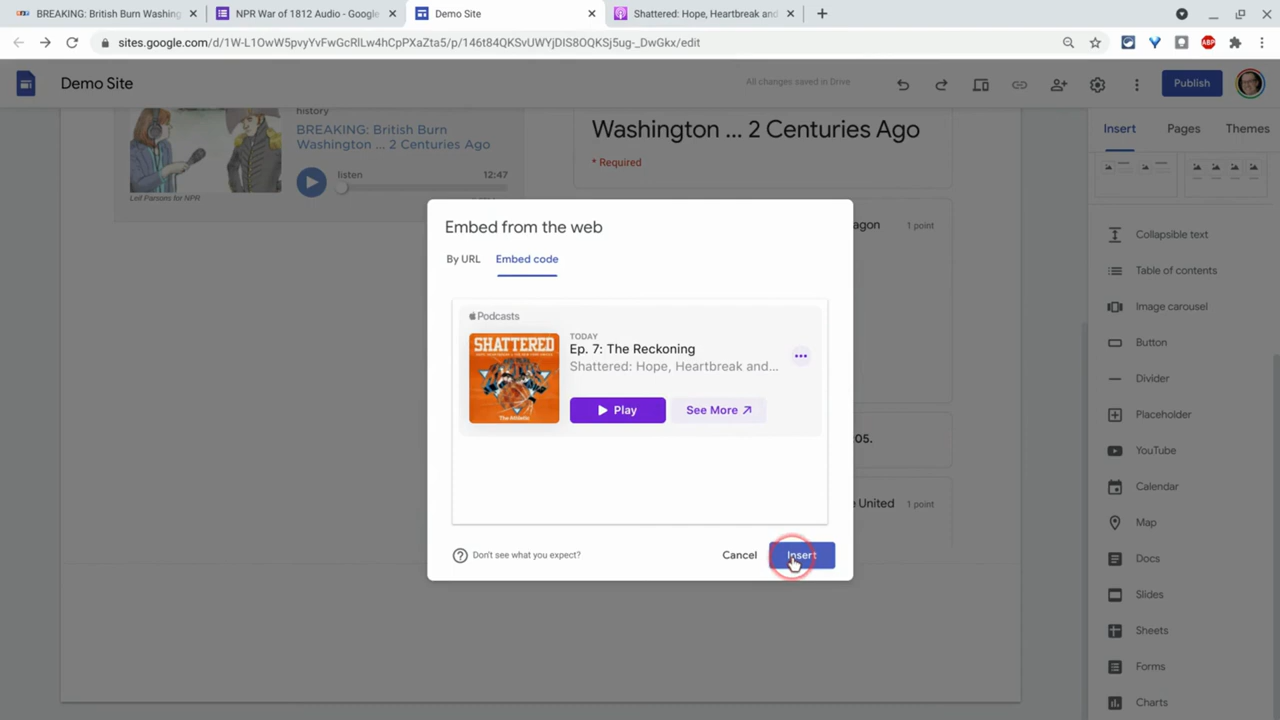 BREAKING: British Burn Washing
NPR War of 1812 Audio - Google
Demo Site
Shattered: Hope, Heartbreak and
sites.google.com/d/1W-L1OwW5pvyYvFwGcRlLw4hCpPXaZta5/p/146t84QKSvUWYjDIS8OQKSj5ug-_DwGkx/edit
ABP
Demo Site
All changes saved in Drive
Publish
history
BREAKING: British Burn
Washington ... 2 Centuries Ago
listen
12:47
Leif Parsons for NPR
Washington ... 2 Centuries Ago
* Required
agon
1 point
05.
e United
1 point
Embed from the web
By URL
Embed code
Podcasts
SHATTERED
The Athletic
TODAY
Ep. 7: The Reckoning
Shattered: Hope, Heartbreak and...
Play
See More
Don't see what you expect?
Cancel
Insert
Insert
Pages
Themes
Collapsible text
Table of contents
Image carousel
Button
Divider
Placeholder
YouTube
Calendar
Map
Docs
Slides
Sheets
Forms
Charts